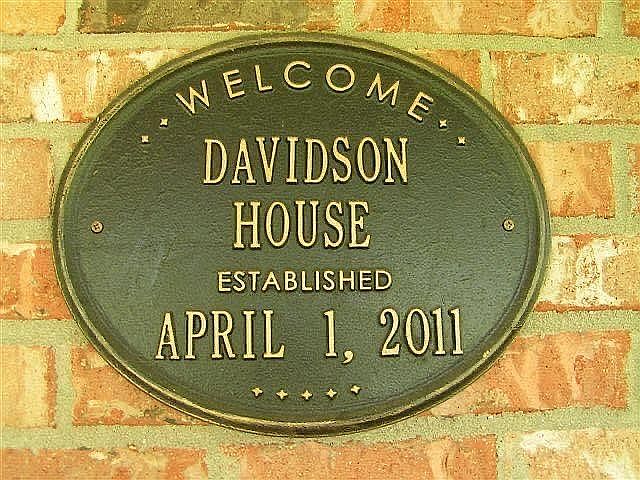 WELCOME
DAVIDSON
HOUSE
ESTABLISHED
APRIL 1, 2011